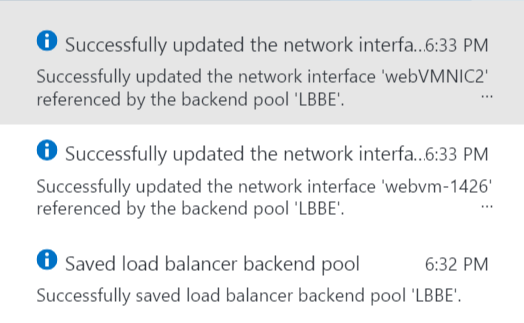 Successfully updated the network interfa...6:33 PM
Successfully updated the network interface 'webVMNIC2'
referenced by the backend pool 'LBBE'.
...
Successfully updated the network interfa...6:33 PM
Successfully updated the network interface 'webvm-1426'
referenced by the backend pool 'LBBE'.
...
Saved load balancer backend pool 6:32 PM
Successfully saved load balancer backend pool 'LBBE'.